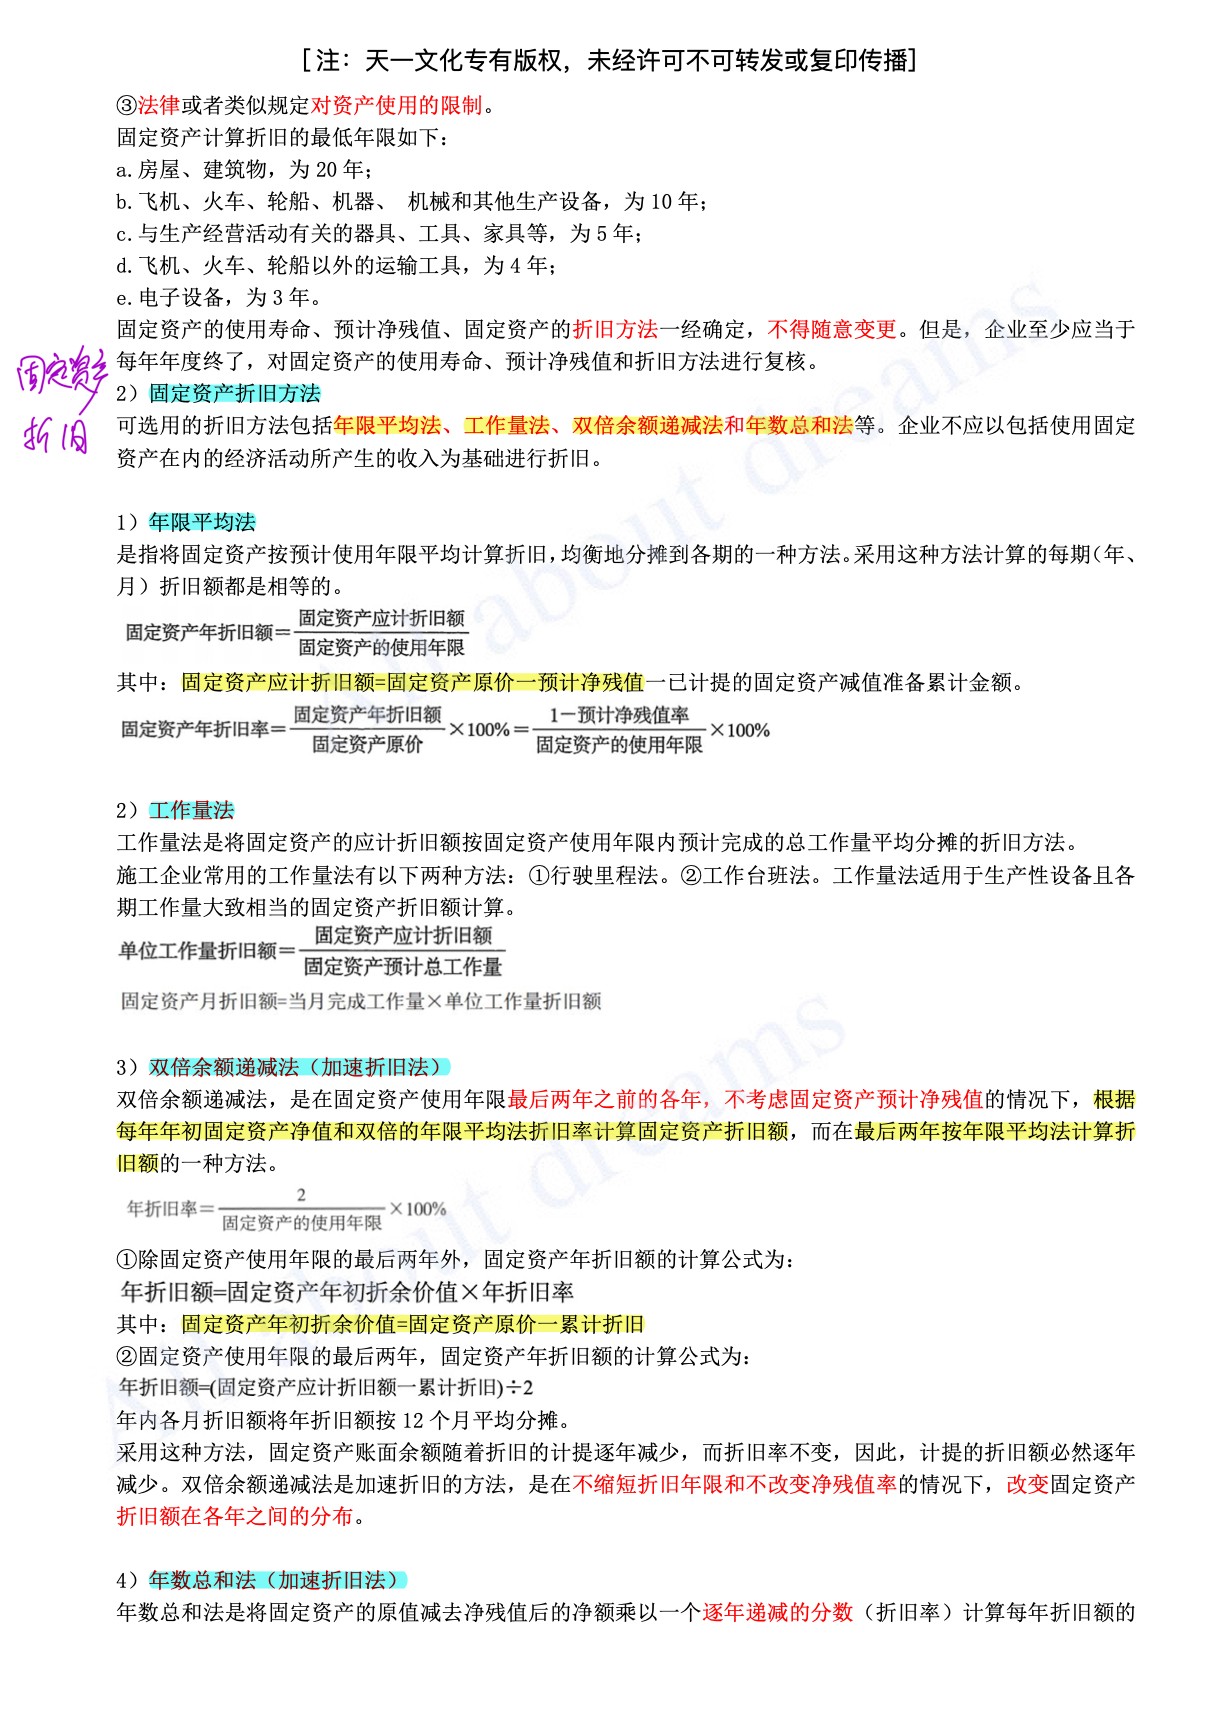 [注：天一文化专有版权，未经许可不可转发或复印传播]
③法律或者类似规定对资产使用的限制。
固定资产计算折旧的最低年限如下：
a.房屋、建筑物，为 20 年；
b.飞机、火车、轮船、机器、 机械和其他生产设备，为 10 年；
c.与生产经营活动有关的器具、工具、家具等，为 5 年；
d.飞机、火车、轮船以外的运输工具，为 4 年；
e.电子设备，为 3 年。
固定资产的使用寿命、预计净残值、固定资产的折旧方法一经确定，不得随意变更。但是，企业至少应当于
每年年度终了，对固定资产的使用寿命、预计净残值和折旧方法进行复核。
固定资产
折旧
2）固定资产折旧方法
可选用的折旧方法包括年限平均法、工作量法、双倍余额递减法和年数总和法等。企业不应以包括使用固定
资产在内的经济活动所产生的收入为基础进行折旧。
1）年限平均法
是指将固定资产按预计使用年限平均计算折旧，均衡地分摊到各期的一种方法。采用这种方法计算的每期（年、
月）折旧额都是相等的。
固定资产年折旧额=固定资产应计折旧额/固定资产的使用年限
其中：固定资产应计折旧额=固定资产原价一预计净残值一已计提的固定资产减值准备累计金额。
固定资产年折旧率=固定资产年折旧额/固定资产原价×100%=1-预计净残值率/固定资产的使用年限×100%
2）工作量法
工作量法是将固定资产的应计折旧额按固定资产使用年限内预计完成的总工作量平均分摊的折旧方法。
施工企业常用的工作量法有以下两种方法：①行驶里程法。②工作台班法。工作量法适用于生产性设备且各
期工作量大致相当的固定资产折旧额计算。
单位工作量折旧额=固定资产应计折旧额/固定资产预计总工作量
固定资产月折旧额=当月完成工作量×单位工作量折旧额
3）双倍余额递减法（加速折旧法）
双倍余额递减法，是在固定资产使用年限最后两年之前的各年，不考虑固定资产预计净残值的情况下，根据
每年年初固定资产净值和双倍的年限平均法折旧率计算固定资产折旧额，而在最后两年按年限平均法计算折
旧额的一种方法。
年折旧率=2/固定资产的使用年限×100%
①除固定资产使用年限的最后两年外，固定资产年折旧额的计算公式为：
年折旧额=固定资产年初折余价值×年折旧率
其中：固定资产年初折余价值=固定资产原价一累计折旧
②固定资产使用年限的最后两年，固定资产年折旧额的计算公式为：
年折旧额=(固定资产应计折旧额一累计折旧)÷2
年内各月折旧额将年折旧额按 12 个月平均分摊。
采用这种方法，固定资产账面余额随着折旧的计提逐年减少，而折旧率不变，因此，计提的折旧额必然逐年
减少。双倍余额递减法是加速折旧的方法，是在不缩短折旧年限和不改变净残值率的情况下，改变固定资产
折旧额在各年之间的分布。
4）年数总和法（加速折旧法）
年数总和法是将固定资产的原值减去净残值后的净额乘以一个逐年递减的分数（折旧率）计算每年折旧额的
All about dreams
All about dreams